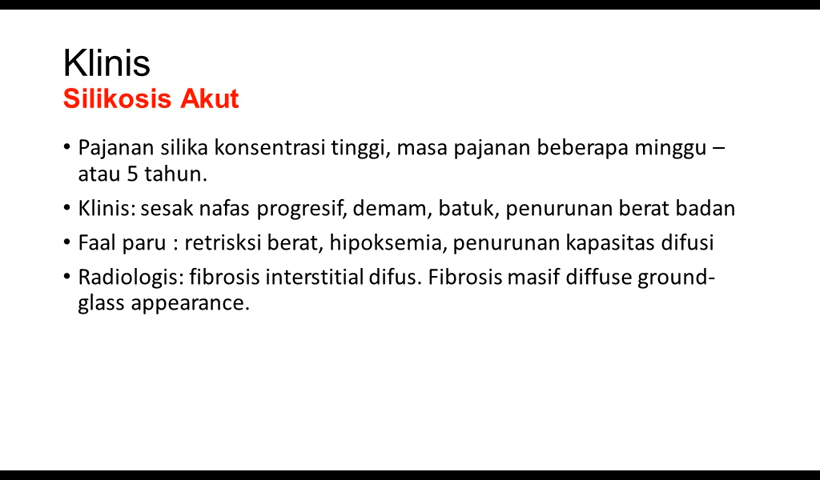 Klinis
Silikosis Akut
• Pajanan silika konsentrasi tinggi, masa pajanan beberapa minggu –
atau 5 tahun.
• Klinis: sesak nafas progresif, demam, batuk, penurunan berat badan
• Faal paru : retrisksi berat, hipoksemia, penurunan kapasitas difusi
• Radiologis: fibrosis interstitial difus. Fibrosis masif diffuse ground-
glass appearance.